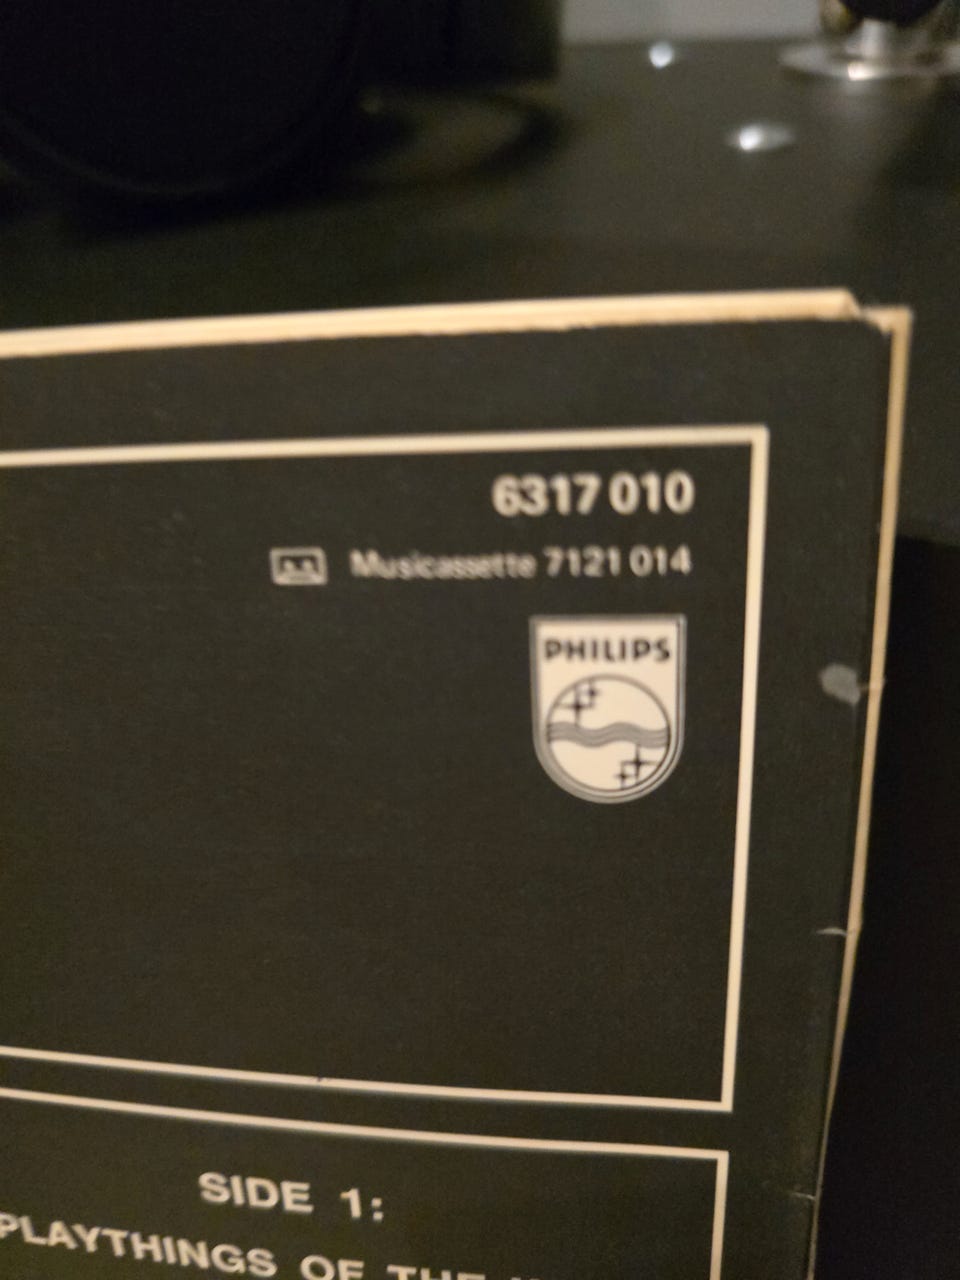 6317 010
Musicassette 7121 014
PHILIPS
SIDE 1:
PLAYTHINGS OF THE